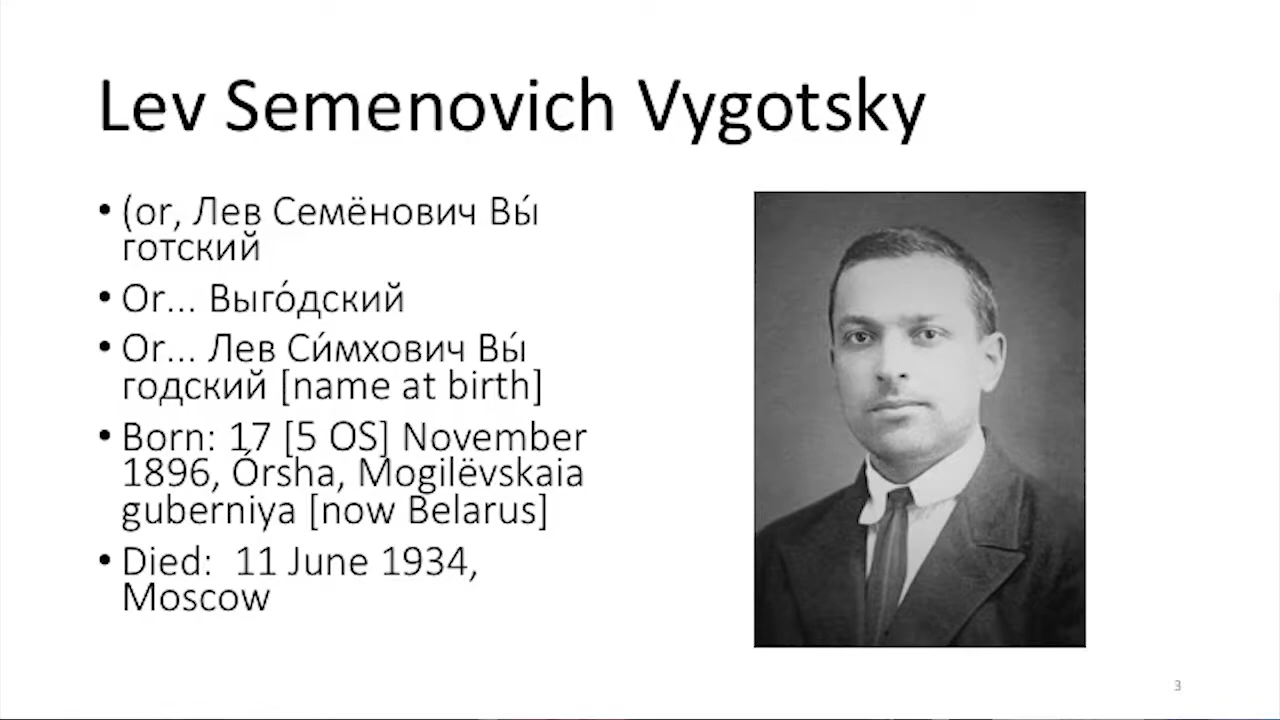 Lev Semenovich Vygotsky
• (or, Лев Семёнович Вы́
готский
• Or... Выго́дский
• Or... Лев Си́мхович Вы́
годский [name at birth]
• Born: 17 [5 OS] November
1896, Órsha, Mogilëvskaia
guberniya [now Belarus]
• Died:  11 June 1934,
Moscow
3